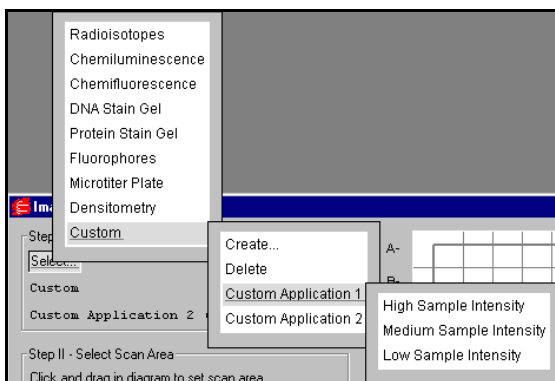 Radioisotopes
Chemiluminescence
Chemifluorescence
DNA Stain Gel
Protein Stain Gel
Fluorophores
Microtiter Plate
Densitometry
Custom
Ima
Step
Select...
Custom
Custom Application 2
Create...
Delete
Custom Application 1
Custom Application 2
A-
B-
High Sample Intensity
Medium Sample Intensity
Low Sample Intensity
Step II - Select Scan Area
Click and drag in diagram to set scan area